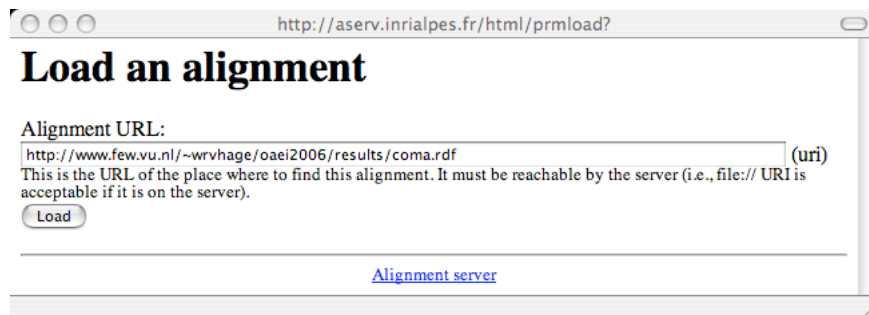 http://aserv.inrialpes.fr/html/prmload?
Load an alignment
Alignment URL:
http://www.few.vu.nl/~wrvhage/oaei2006/results/coma.rdf (uri)
This is the URL of the place where to find this alignment. It must be reachable by the server (i.e., file:// URI is
acceptable if it is on the server).
Load
Alignment server